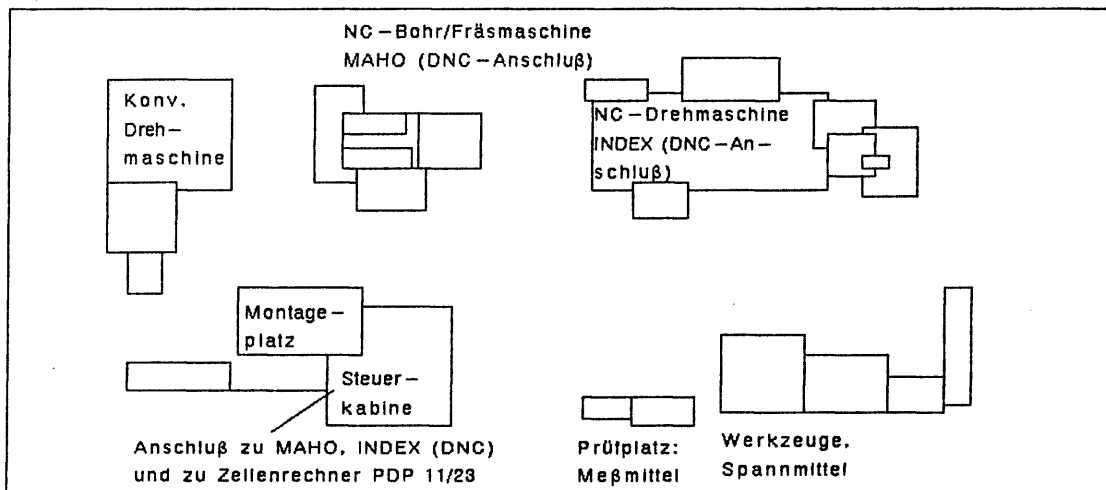 NC-Bohr/Fräsmaschine
MAHO (DNC-Anschluß)
Konv.
Dreh-
maschine
NC-Drehmaschine
INDEX (DNC-An-
schluß)
Montage-
platz
Steuer-
kabine
Anschluß zu MAHO, INDEX (DNC)
und zu Zellenrechner PDP 11/23
Prüfplatz:
Meßmittel
Werkzeuge,
Spannmittel